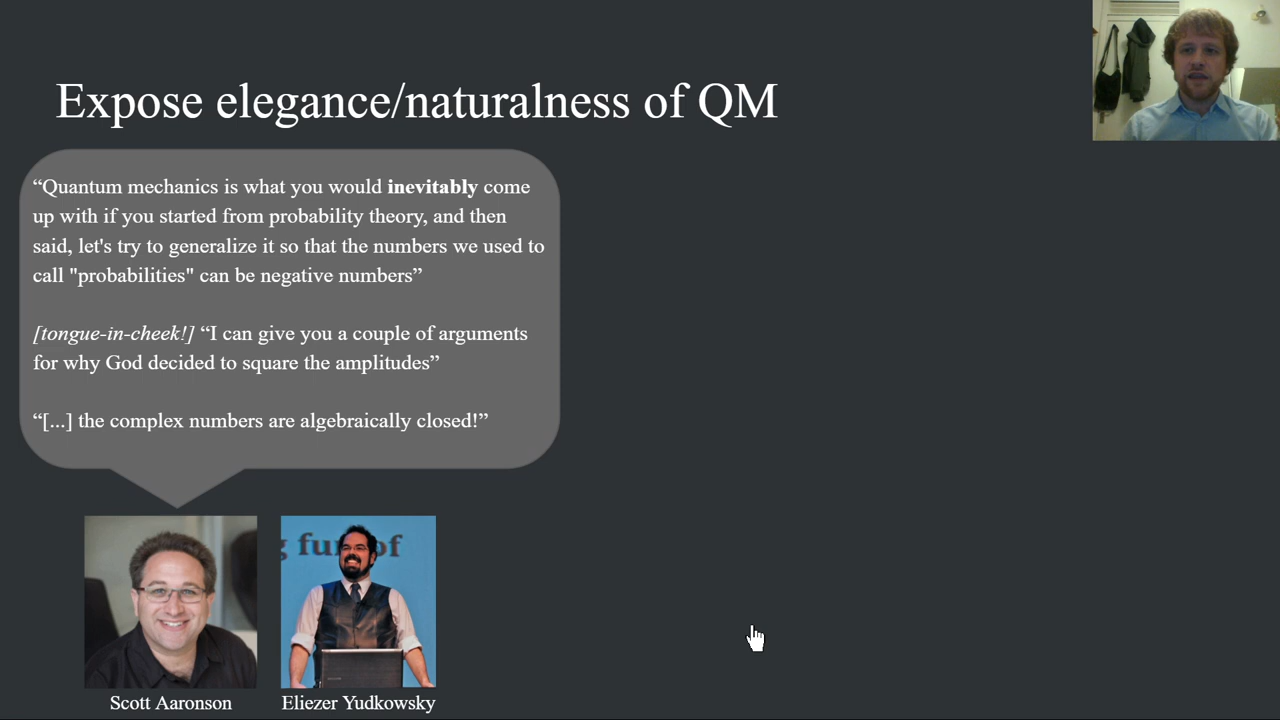 Expose elegance/naturalness of QM
“Quantum mechanics is what you would inevitably come
up with if you started from probability theory, and then
said, let's try to generalize it so that the numbers we used to
call "probabilities" can be negative numbers”
[tongue-in-cheek!] “I can give you a couple of arguments
for why God decided to square the amplitudes”
“[...] the complex numbers are algebraically closed!”
g fun of
Scott Aaronson
Eliezer Yudkowsky